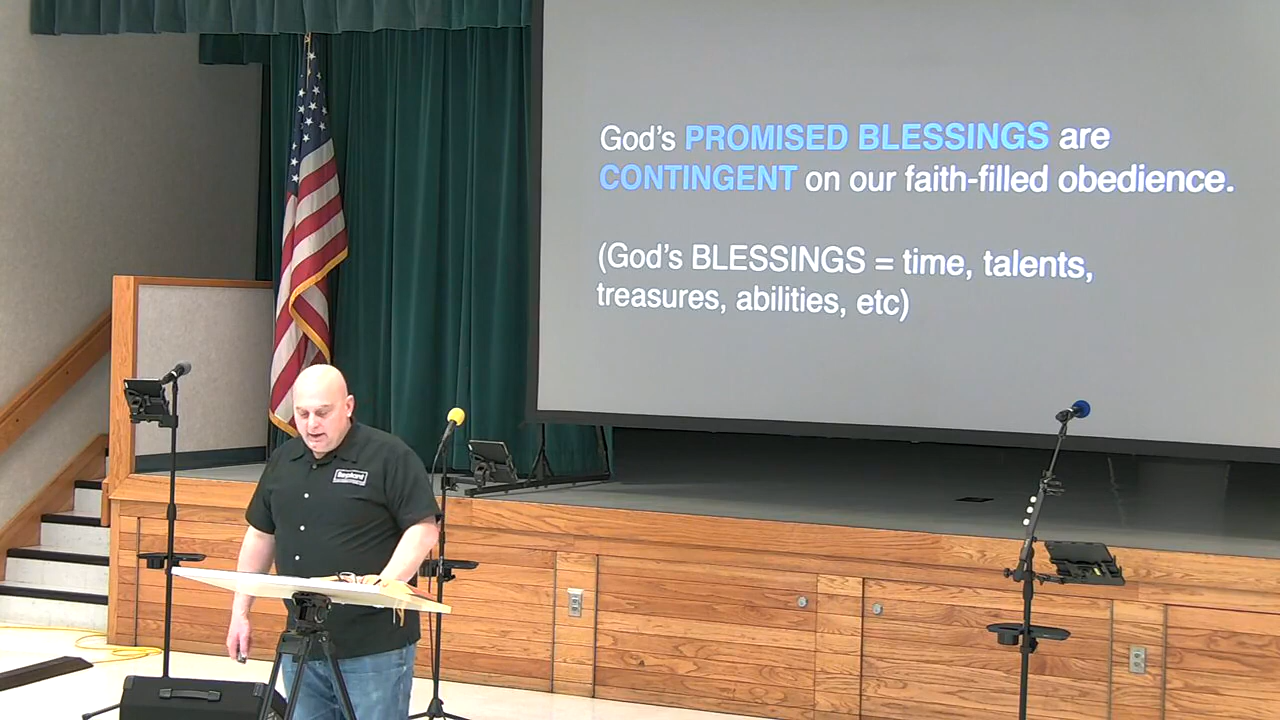 God's PROMISED BLESSINGS are
CONTINGENT on our faith-filled obedience.
(God's BLESSINGS = time, talents,
treasures, abilities, etc)